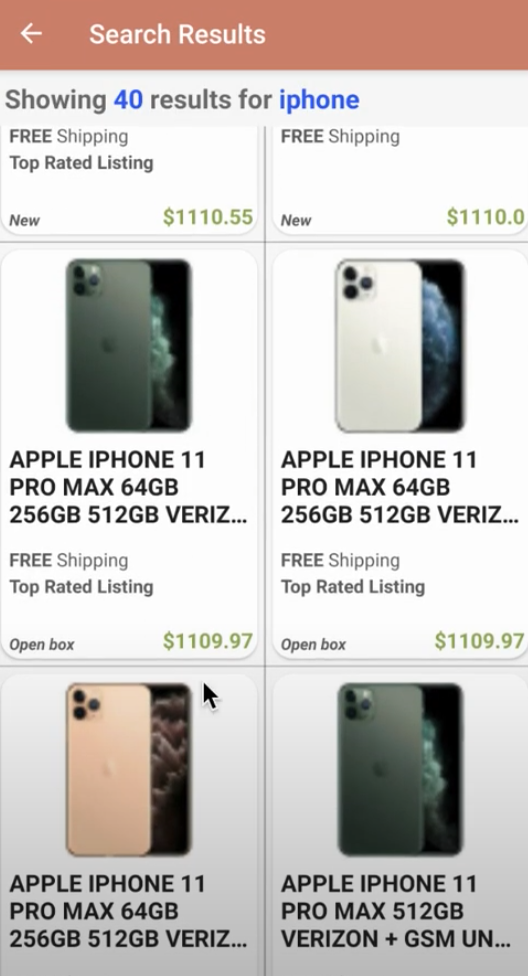 Search Results
Showing 40 results for iphone
FREE Shipping
Top Rated Listing
New
$1110.55
FREE Shipping
New
$1110.0
APPLE IPHONE 11
PRO MAX 64GB
256GB 512GB VERIZ...
FREE Shipping
Top Rated Listing
Open box
$1109.97
APPLE IPHONE 11
PRO MAX 64GB
256GB 512GB VERIZ...
FREE Shipping
Top Rated Listing
Open box
$1109.97
APPLE IPHONE 11
PRO MAX 64GB
256GB 512GB VERIZ...
APPLE IPHONE 11
PRO MAX 512GB
VERIZON + GSM UN...